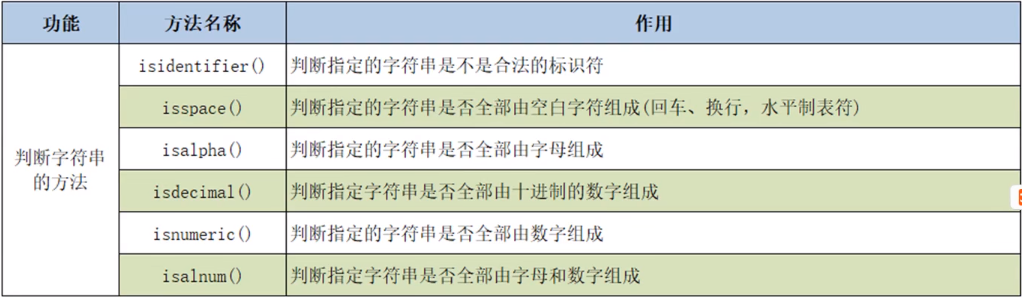 功能 方法名称 作用
判断字符串的方法
isidentifier() 判断指定的字符串是不是合法的标识符
isspace() 判断指定的字符串是否全部由空白字符组成(回车、换行，水平制表符)
isalpha() 判断指定的字符串是否全部由字母组成
isdecimal() 判断指定字符串是否全部由十进制的数字组成
isnumeric() 判断指定的字符串是否全部由数字组成
isalnum() 判断指定字符串是否全部由字母和数字组成